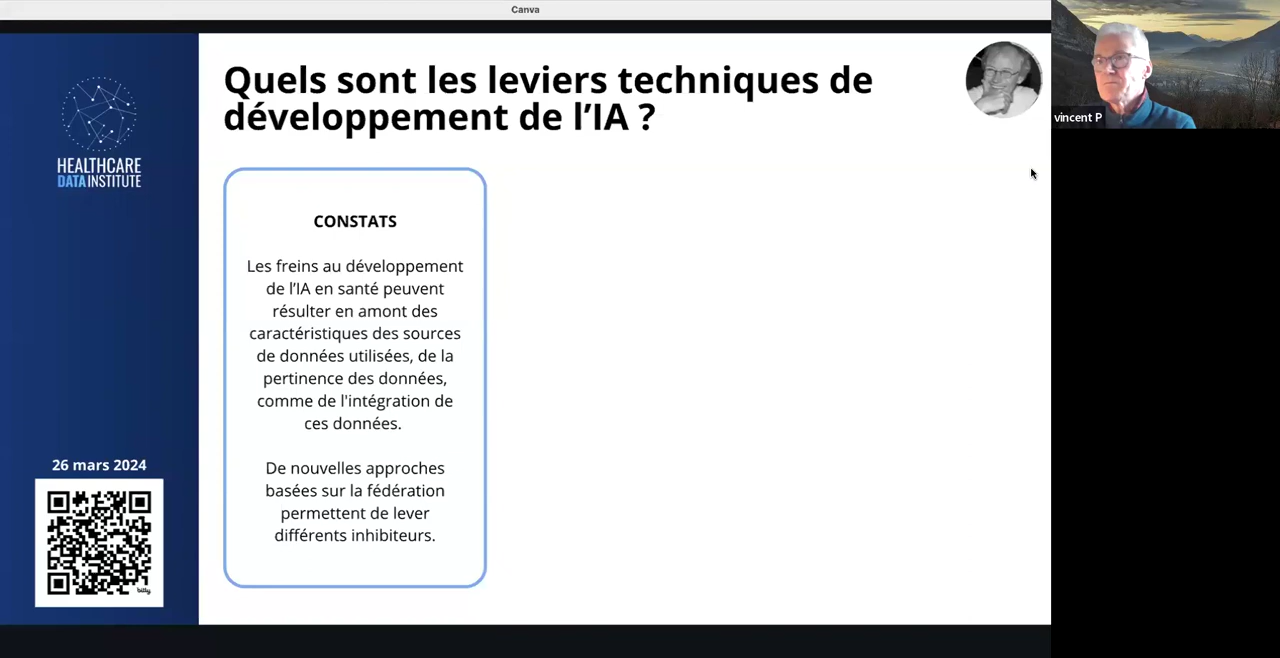 Canva
Quels sont les leviers techniques de
développement de l’IA ?
vincent P
HEALTHCARE
DATA INSTITUTE
CONSTATS
Les freins au développement
de l’IA en santé peuvent
résulter en amont des
caractéristiques des sources
de données utilisées, de la
pertinence des données,
comme de l'intégration de
ces données.
De nouvelles approches
basées sur la fédération
permettent de lever
différents inhibiteurs.
26 mars 2024
bitly